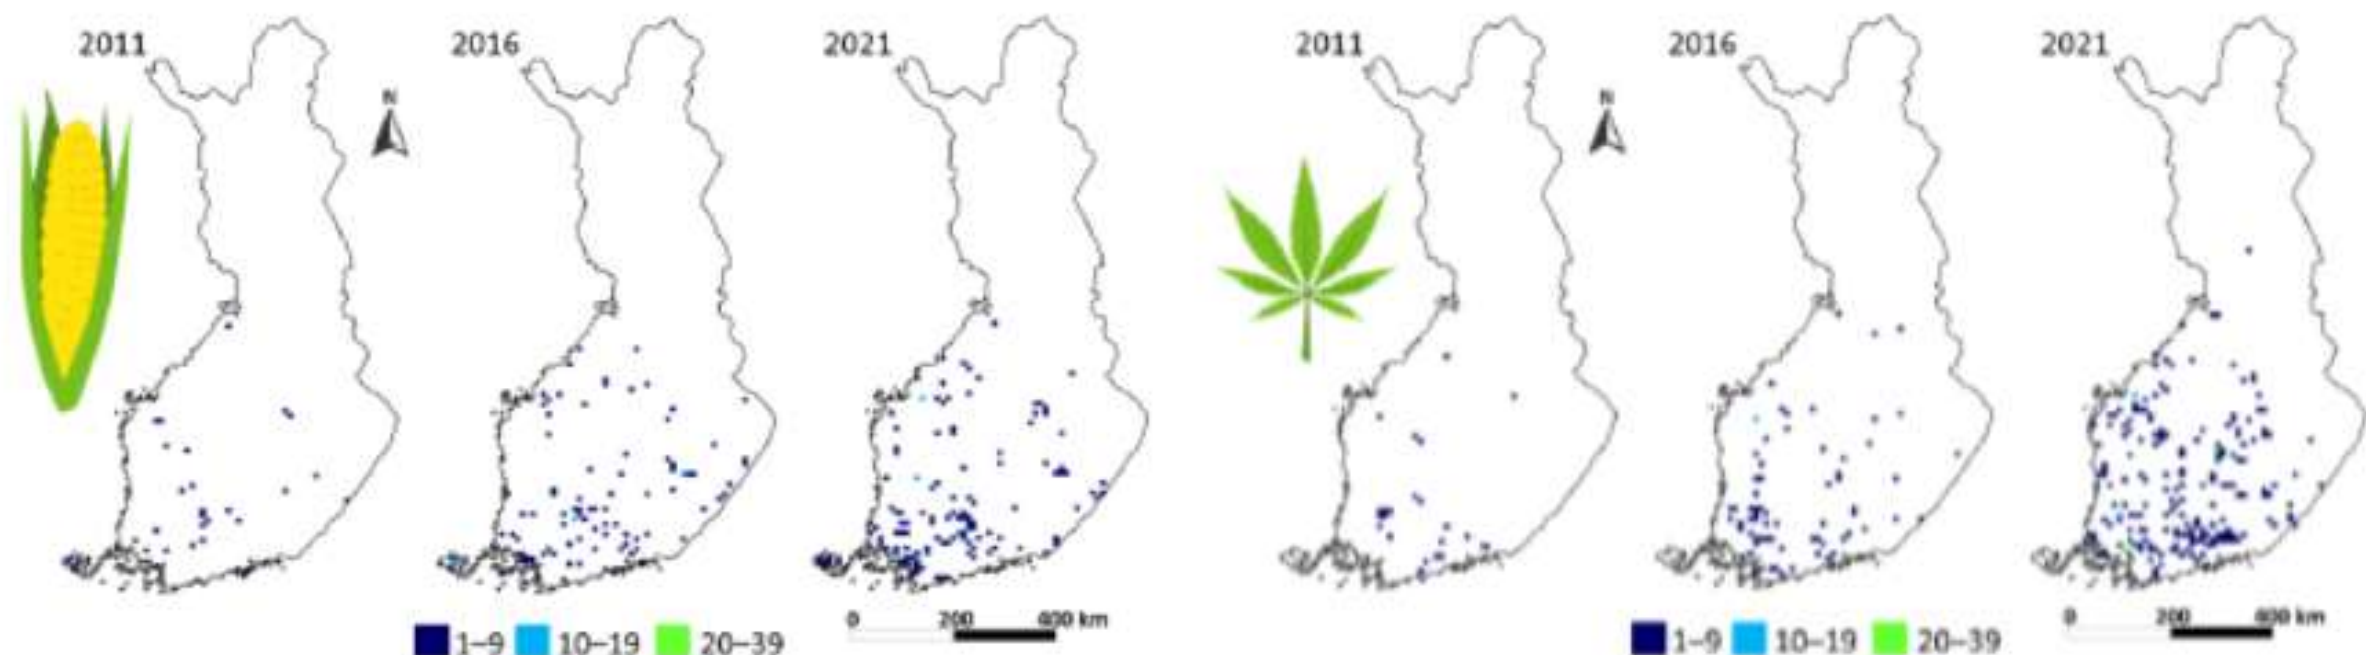 2011 2016 2021 2011 2016 2021
N N
0 200 400 km 0 200 400 km
1–9 10–19 20–39 1–9 10–19 20–39